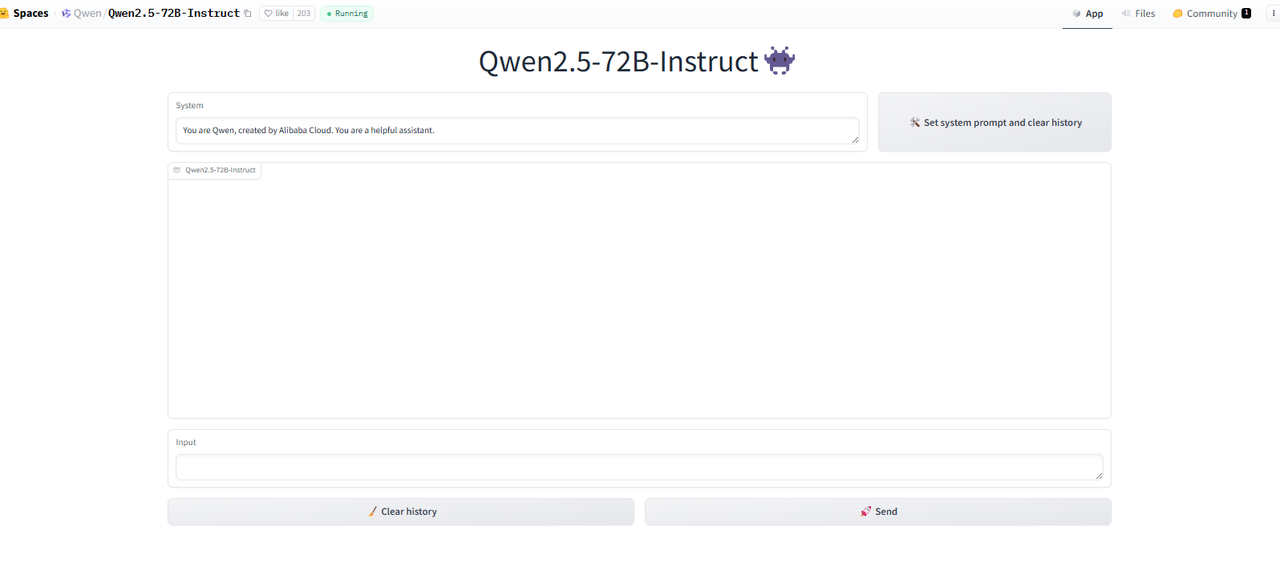 Spaces Qwen/Qwen2.5-72B-Instruct like 203 Running App Files Community 1
Qwen2.5-72B-Instruct
System
You are Qwen, created by Alibaba Cloud. You are a helpful assistant.
🛠 Set system prompt and clear history
Qwen2.5-72B-Instruct
Input
🧹 Clear history
🚀 Send